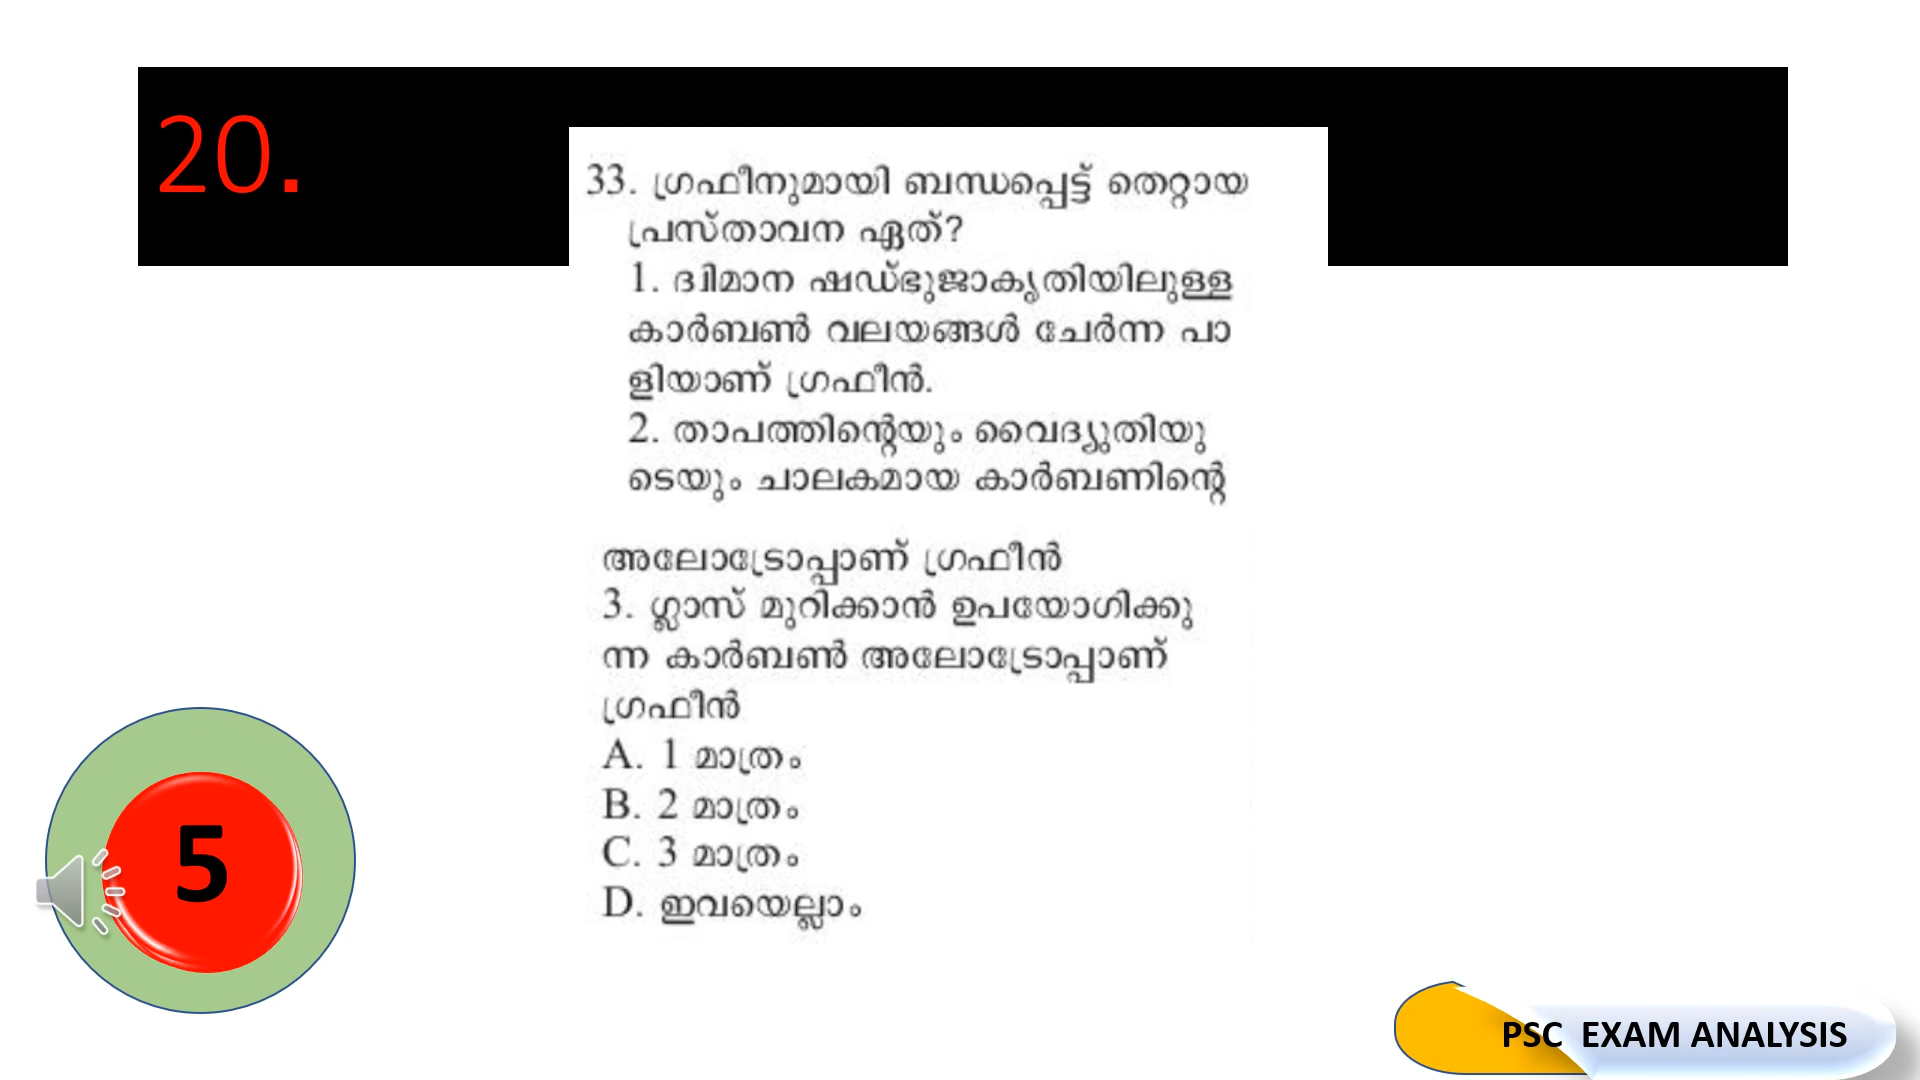 20.
33. ഗ്രഫീനുമായി ബന്ധപ്പെട്ട് തെറ്റായ
പ്രസ്താവന ഏത്?
1. ദ്വിമാന ഷഡ്ഭുജാകൃതിയിലുള്ള
കാർബൺ വലയങ്ങൾ ചേർന്ന പാ
ളിയാണ് ഗ്രഫീൻ.
2. താപത്തിന്റെയും വൈദ്യുതിയു
ടെയും ചാലകമായ കാർബണിന്റെ
അലോട്രോപ്പാണ് ഗ്രഫീൻ
3. ഗ്ലാസ് മുറിക്കാൻ ഉപയോഗിക്കു
ന്ന കാർബൺ അലോട്രോപ്പാണ്
ഗ്രഫീൻ
A. 1 മാത്രം
B. 2 മാത്രം
C. 3 മാത്രം
D. ഇവയെല്ലാം
5
PSC EXAM ANALYSIS